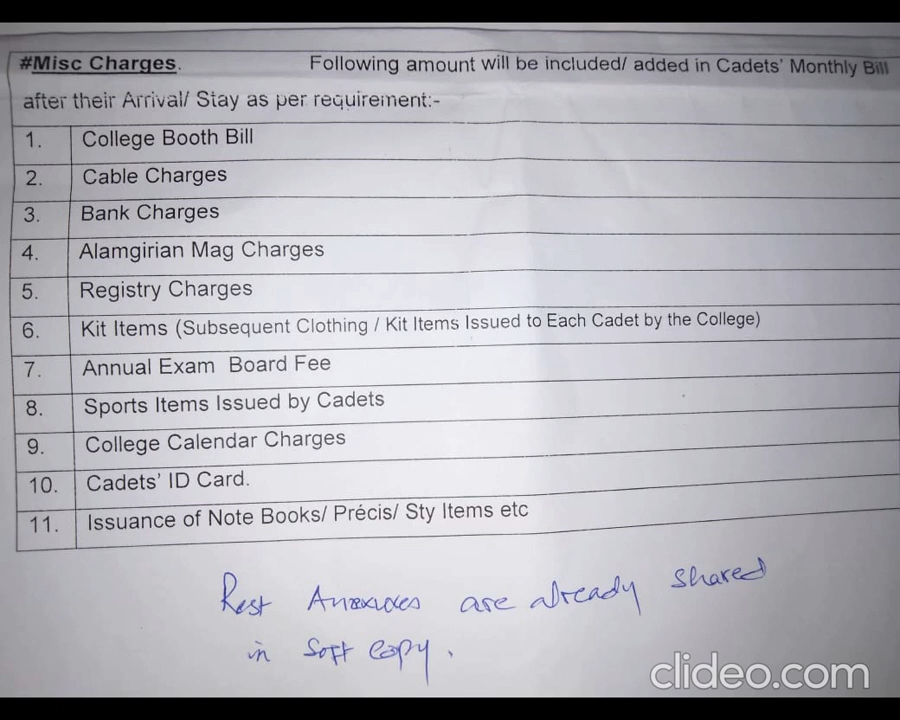 #Misc Charges. Following amount will be included/ added in Cadets' Monthly Bill
after their Arrival/ Stay as per requirement:-
1. College Booth Bill
2. Cable Charges
3. Bank Charges
4. Alamgirian Mag Charges
5. Registry Charges
6. Kit Items (Subsequent Clothing / Kit Items Issued to Each Cadet by the College)
7. Annual Exam Board Fee
8. Sports Items Issued by Cadets
9. College Calendar Charges
10. Cadets' ID Card.
11. Issuance of Note Books/ Précis/ Sty Items etc
Rest are already shared
in soft copy.
clideo.com